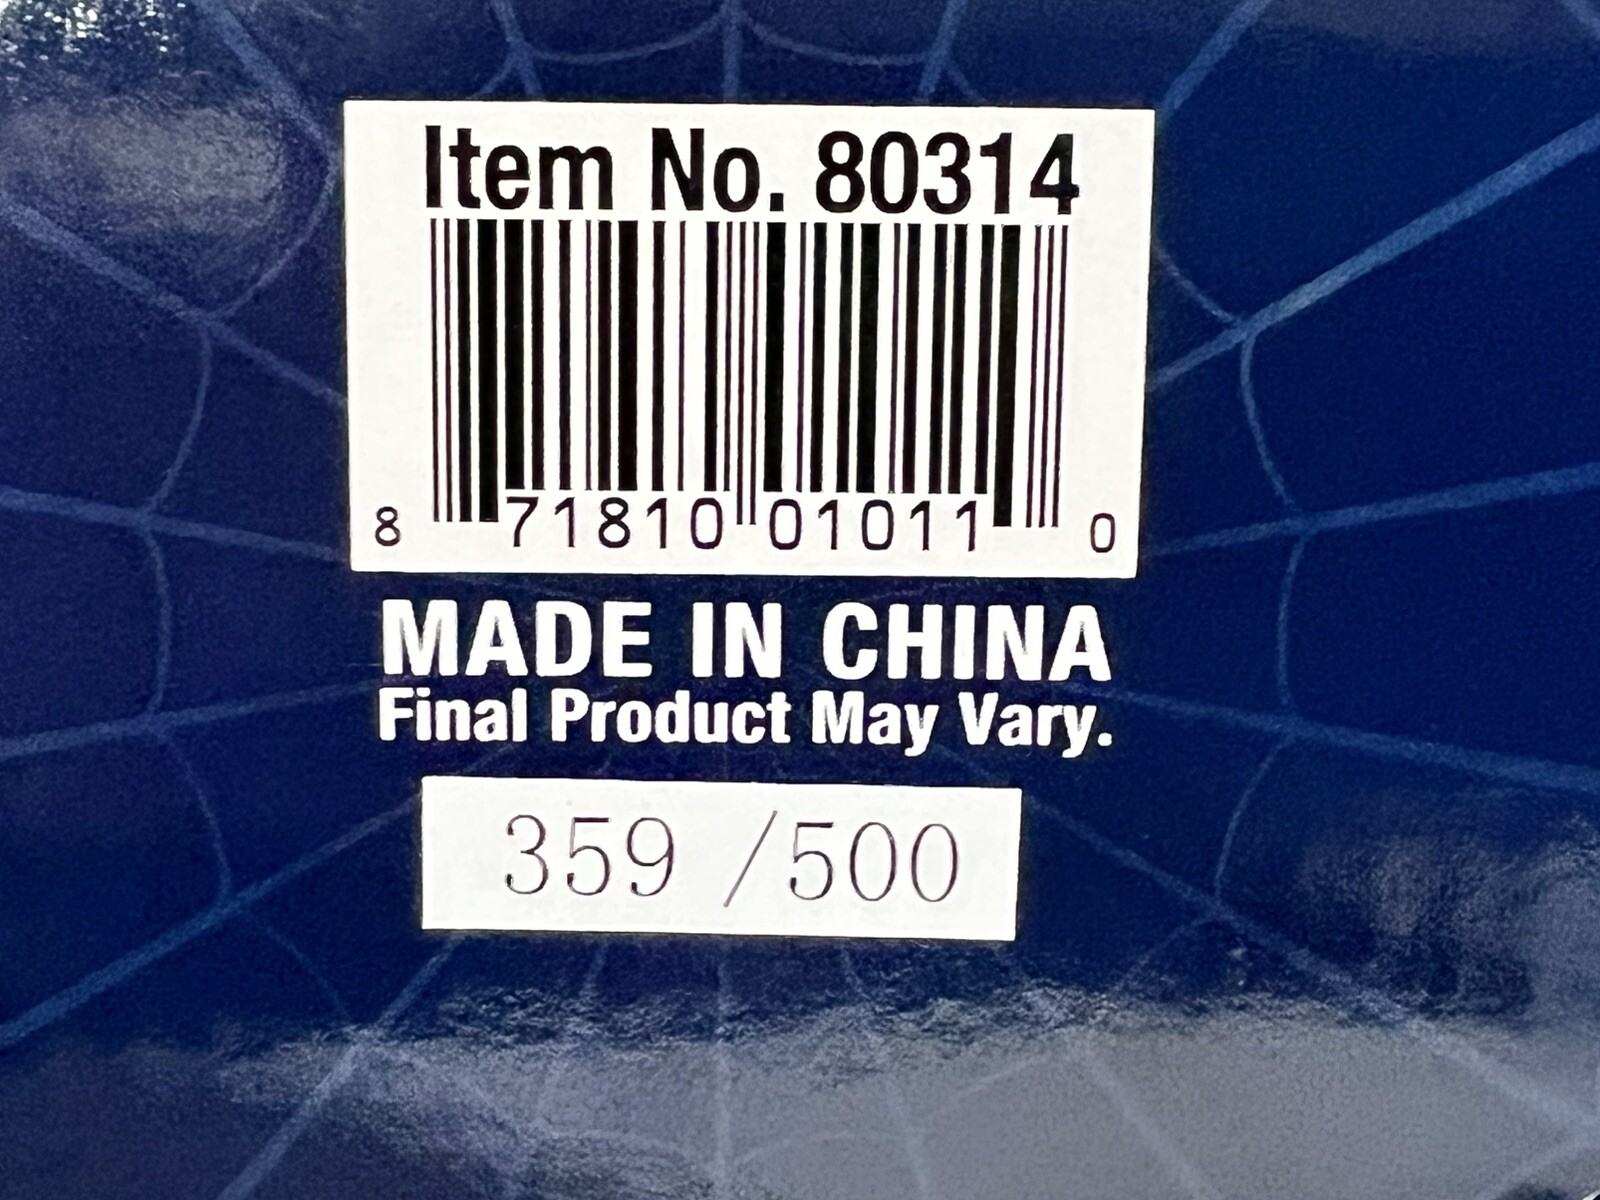 Item No. 80314
8 71810 01011 0
MADE IN CHINA
Final Product May Vary.
359 /500